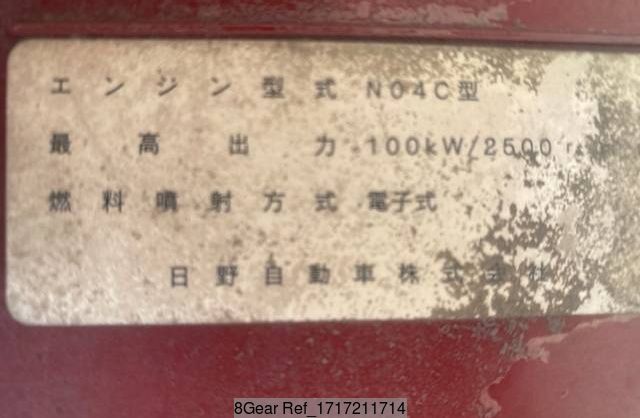 エンジン型式 NO4C型
最高出力 100kW/2500
燃料噴射方式 電子式
日野自動車株式会社
8Gear Ref_1717211714